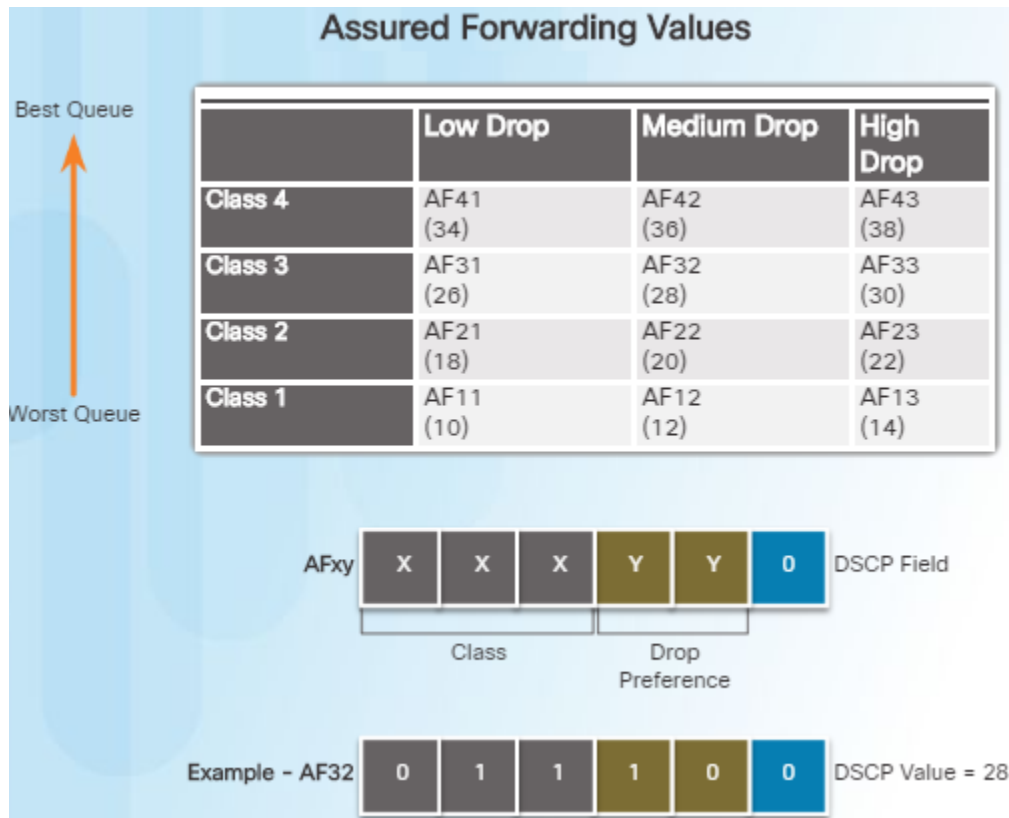 Assured Forwarding Values
Best Queue
Low Drop Medium Drop High
Drop
Class 4 AF41 AF42 AF43
(34) (36) (38)
Class 3 AF31 AF32 AF33
(26) (28) (30)
Class 2 AF21 AF22 AF23
(18) (20) (22)
Class 1 AF11 AF12 AF13
(10) (12) (14)
Worst Queue
AFxy X X X Y Y 0 DSCP Field
Class Drop
Preference
Example - AF32 0 1 1 1 0 0 DSCP Value = 28